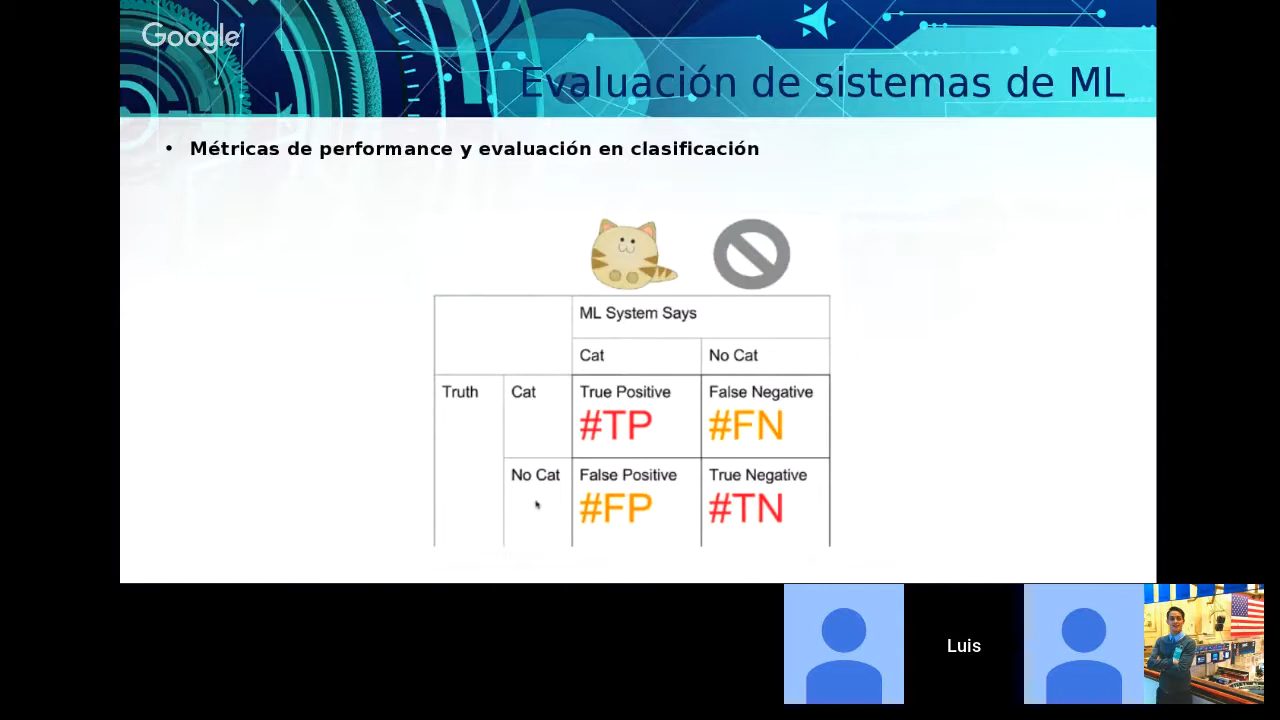 Google
Evaluación de sistemas de ML
• Métricas de performance y evaluación en clasificación
ML System Says
Cat No Cat
Truth Cat True Positive False Negative
#TP #FN
No Cat False Positive True Negative
#FP #TN
Luis